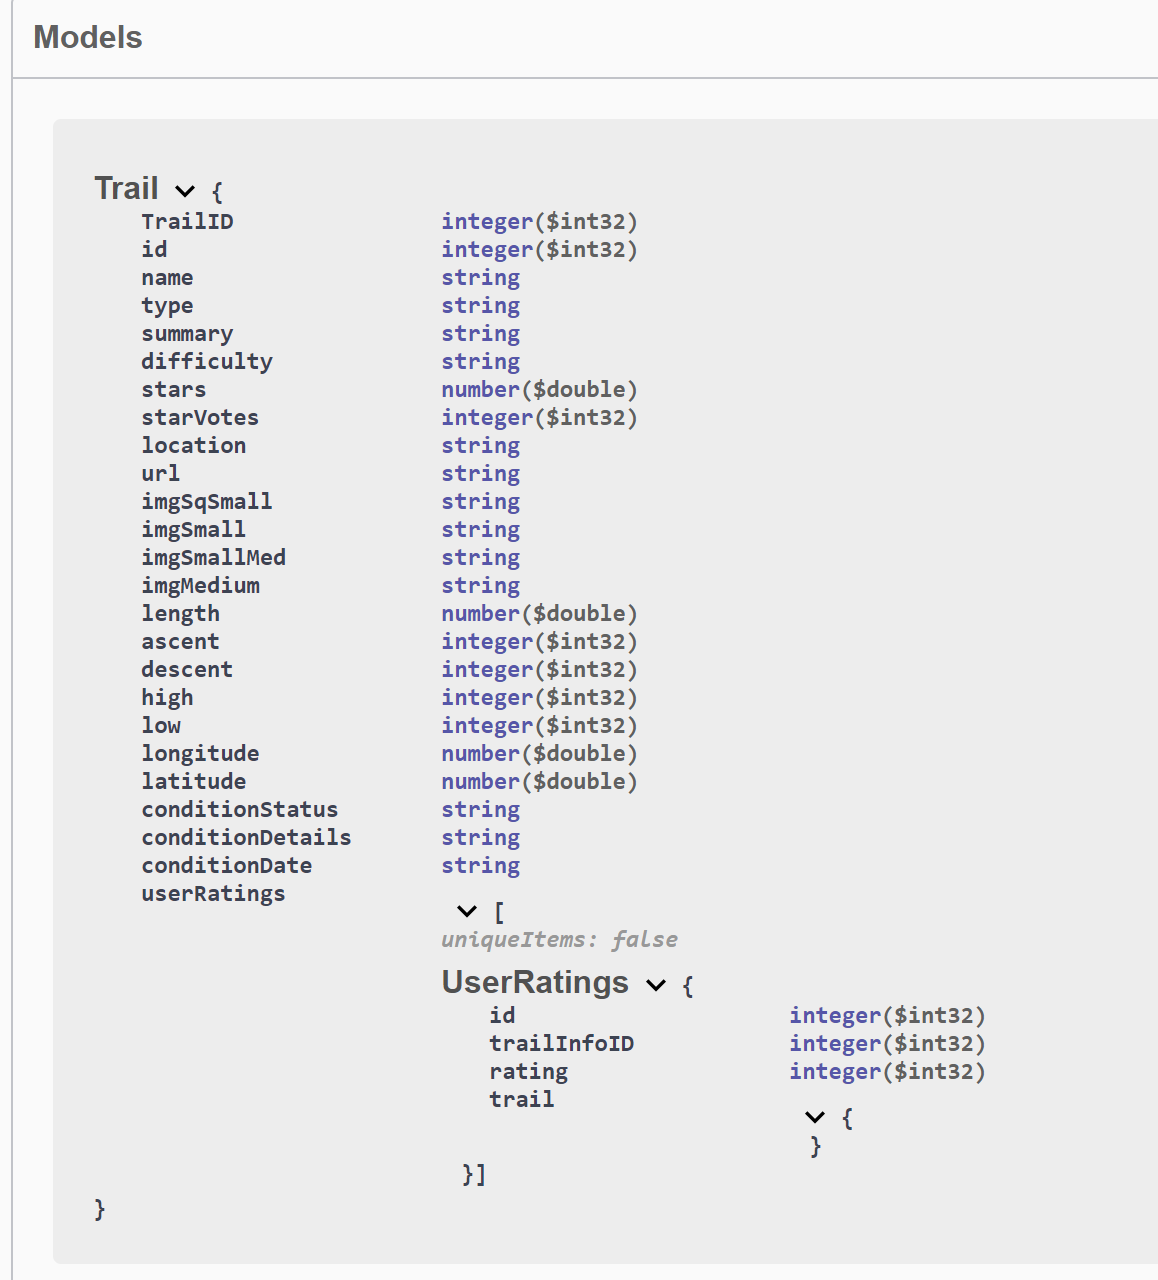 Models
Trail {
TrailID integer($int32)
id integer($int32)
name string
type string
summary string
difficulty string
stars number($double)
starVotes integer($int32)
location string
url string
imgSqSmall string
imgSmall string
imgSmallMed string
imgMedium string
length number($double)
ascent integer($int32)
descent integer($int32)
high integer($int32)
low integer($int32)
longitude number($double)
latitude number($double)
conditionStatus string
conditionDetails string
conditionDate string
userRatings
[
uniqueItems: false
UserRatings {
id integer($int32)
trailInfoID integer($int32)
rating integer($int32)
trail
{
}
}]
}